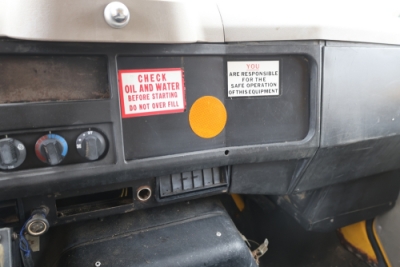 CHECK
OIL AND WATER
BEFORE STARTING
DO NOT OVER FILL
YOU
ARE RESPONSIBLE
FOR THE
SAFE OPERATION
OF THIS EQUIPMENT